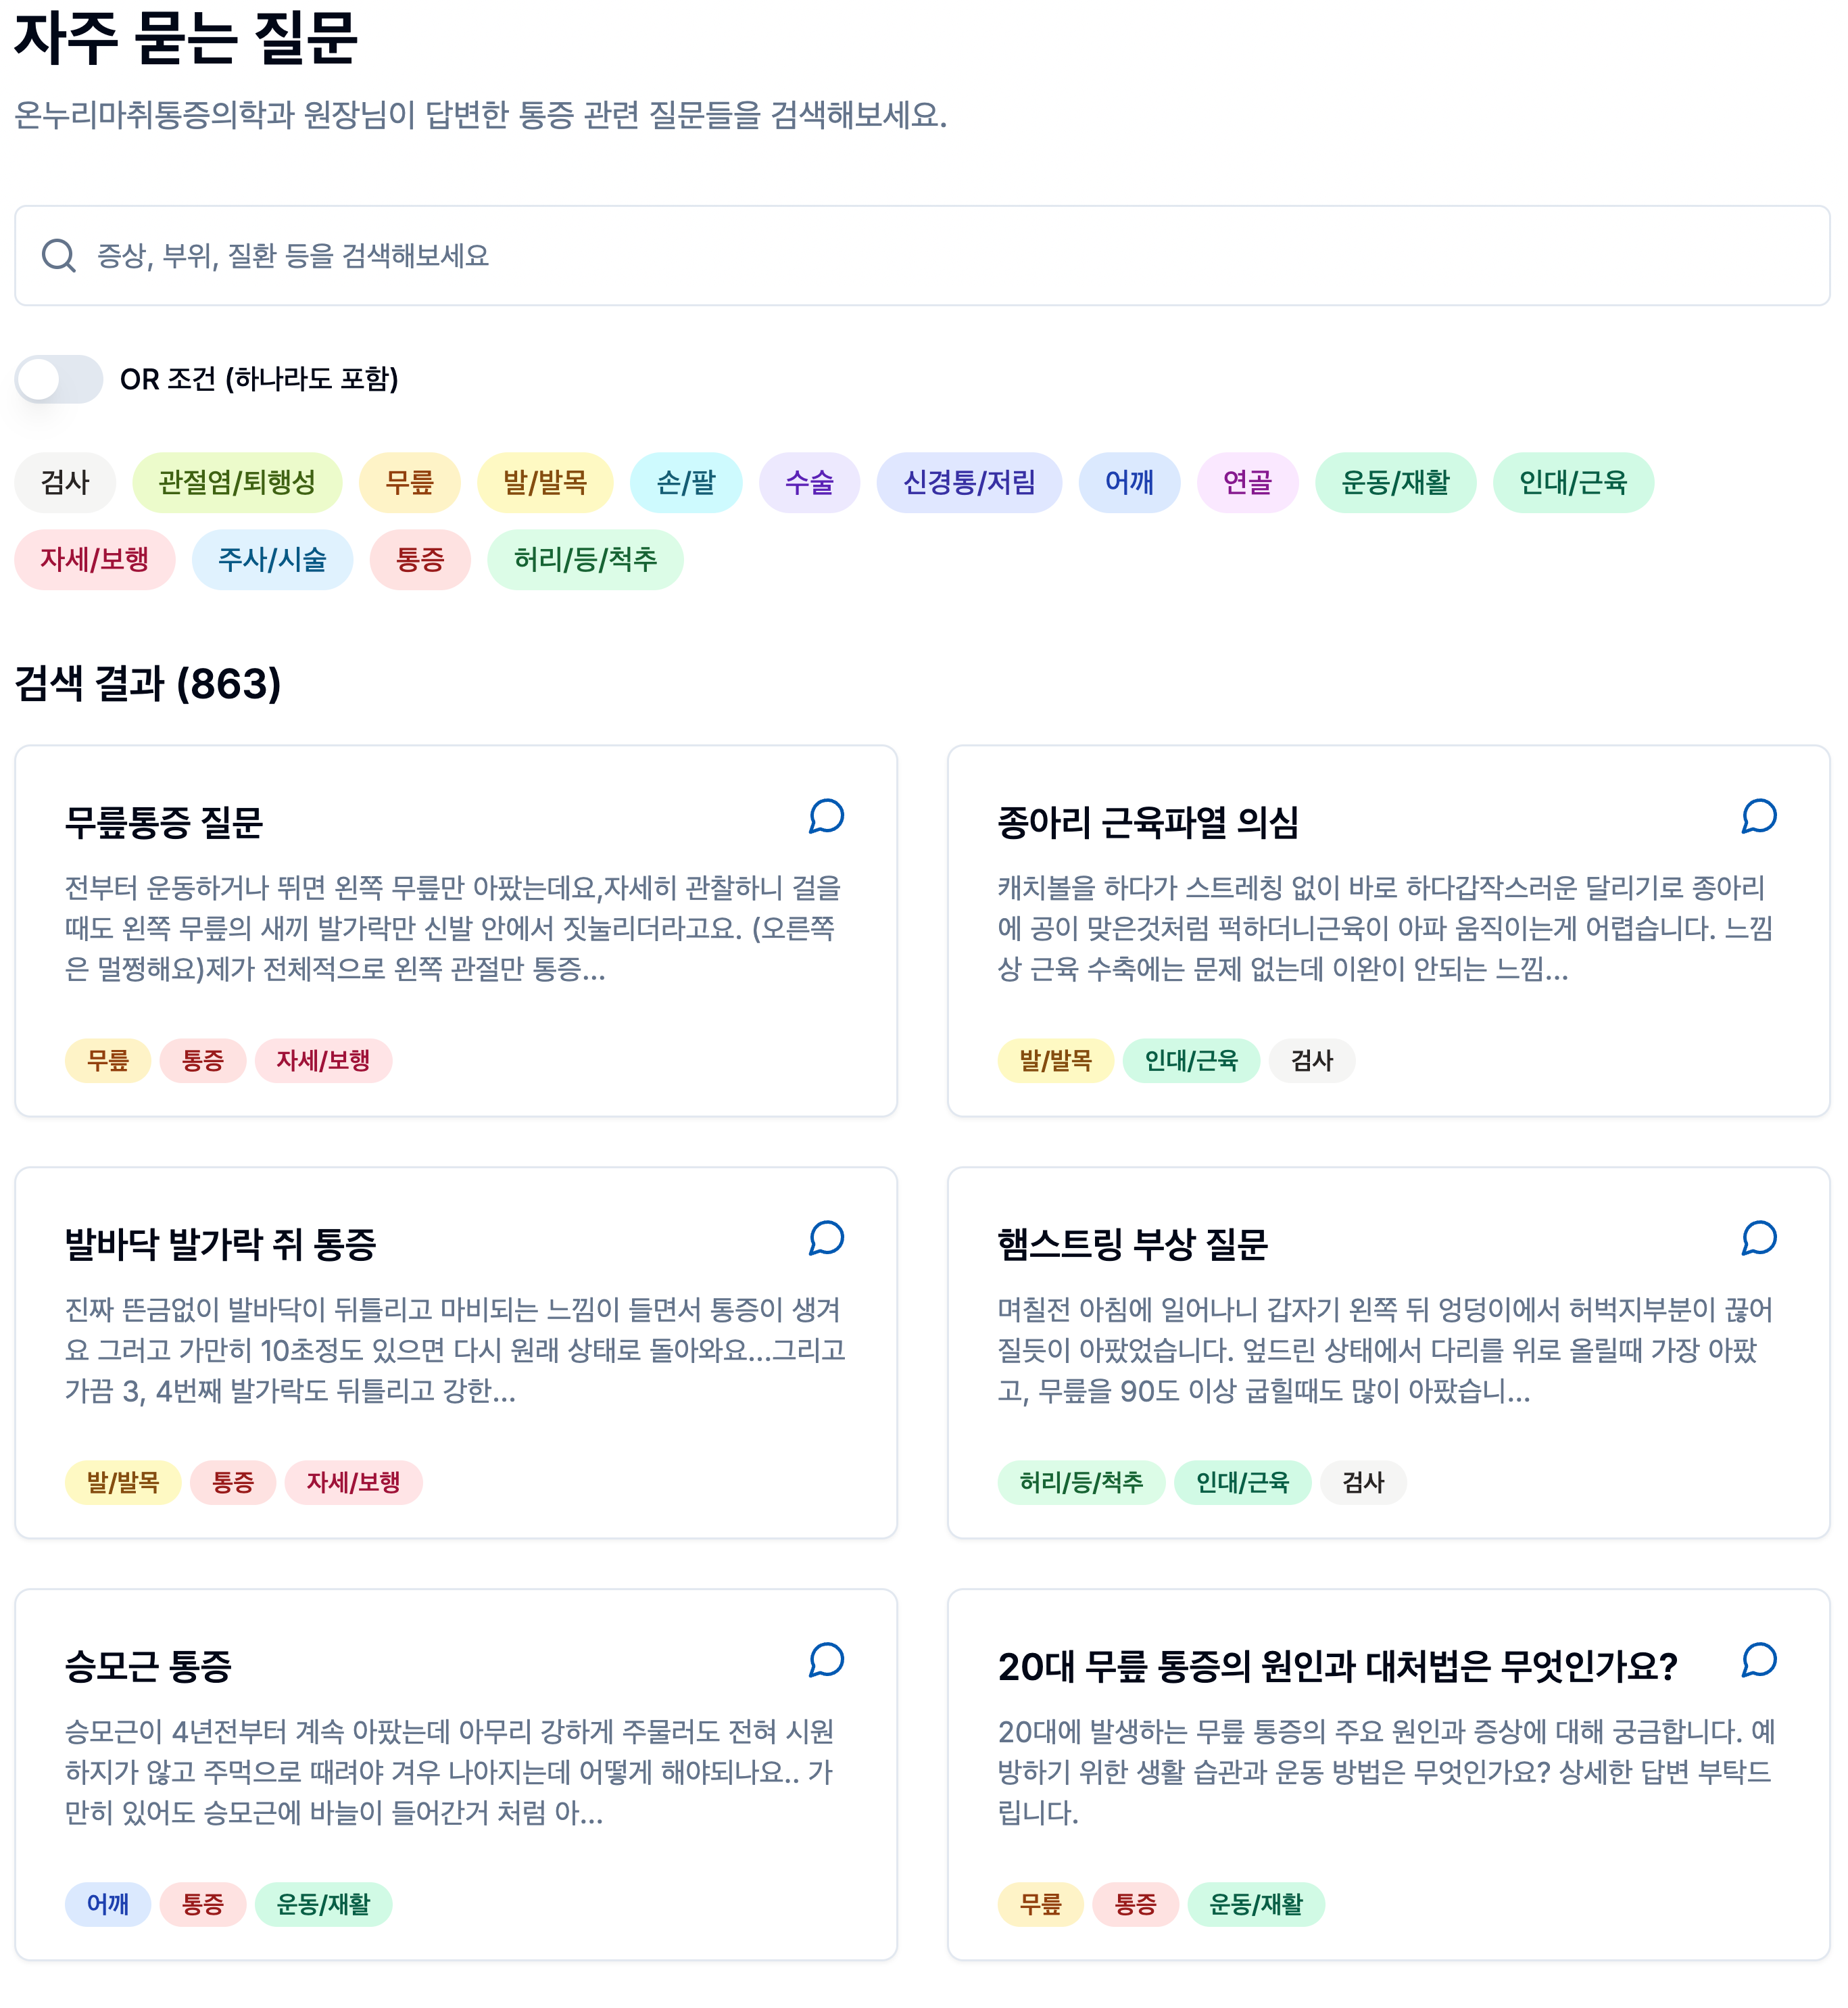 자주 묻는 질문
온누리마취통증의학과 원장님이 답변한 통증 관련 질문들을 검색해보세요.
증상, 부위, 질환 등을 검색해보세요
OR 조건 (하나라도 포함)
검사 관절염/퇴행성 무릎 발/발목 손/팔 수술 신경통/저림 어깨 연골 운동/재활 인대/근육
자세/보행 주사/시술 통증 허리/등/척추
검색 결과 (863)
무릎통증 질문
전부터 운동하거나 뛰면 왼쪽 무릎만 아팠는데요,자세히 관찰하니 걸을
때도 왼쪽 무릎의 새끼 발가락만 신발 안에서 짓눌리더라고요. (오른쪽
은 멀쩡해요)제가 전체적으로 왼쪽 관절만 통증...
무릎 통증 자세/보행
종아리 근육파열 의심
캐치볼을 하다가 스트레칭 없이 바로 하다갑작스러운 달리기로 종아리
에 공이 맞은것처럼 퍽하더니근육이 아파 움직이는게 어렵습니다. 느낌
상 근육 수축에는 문제 없는데 이완이 안되는 느낌...
발/발목 인대/근육 검사
발바닥 발가락 쥐 통증
진짜 뜬금없이 발바닥이 뒤틀리고 마비되는 느낌이 들면서 통증이 생겨
요 그러고 가만히 10초정도 있으면 다시 원래 상태로 돌아와요...그리고
가끔 3, 4번째 발가락도 뒤틀리고 강한...
발/발목 통증 자세/보행
햄스트링 부상 질문
며칠전 아침에 일어나니 갑자기 왼쪽 뒤 엉덩이에서 허벅지부분이 끊어
질듯이 아팠었습니다. 엎드린 상태에서 다리를 위로 올릴때 가장 아팠
고, 무릎을 90도 이상 굽힐때도 많이 아팠습니...
허리/등/척추 인대/근육 검사
승모근 통증
승모근이 4년전부터 계속 아팠는데 아무리 강하게 주물러도 전혀 시원
하지가 않고 주먹으로 때려야 겨우 나아지는데 어떻게 해야되나요.. 가
만히 있어도 승모근에 바늘이 들어간거 처럼 아...
어깨 통증 운동/재활
20대 무릎 통증의 원인과 대처법은 무엇인가요?
20대에 발생하는 무릎 통증의 주요 원인과 증상에 대해 궁금합니다. 예
방하기 위한 생활 습관과 운동 방법은 무엇인가요? 상세한 답변 부탁드
립니다.
무릎 통증 운동/재활